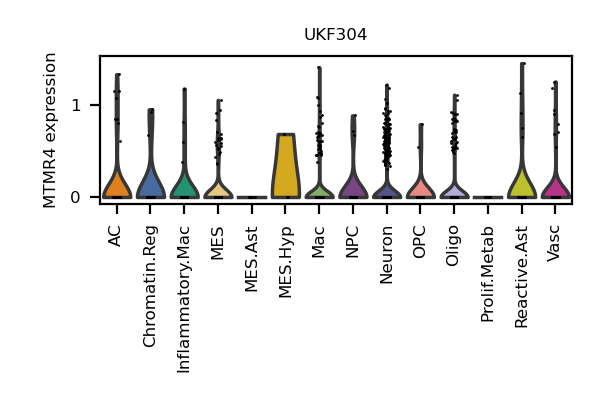 UKF304
MTMR4 expression
1
0
AC
Chromatin.Reg
Inflammatory.Mac
MES
MES.Ast
MES.Hyp
Mac
NPC
Neuron
OPC
Oligo
Prolif.Metab
Reactive.Ast
Vasc